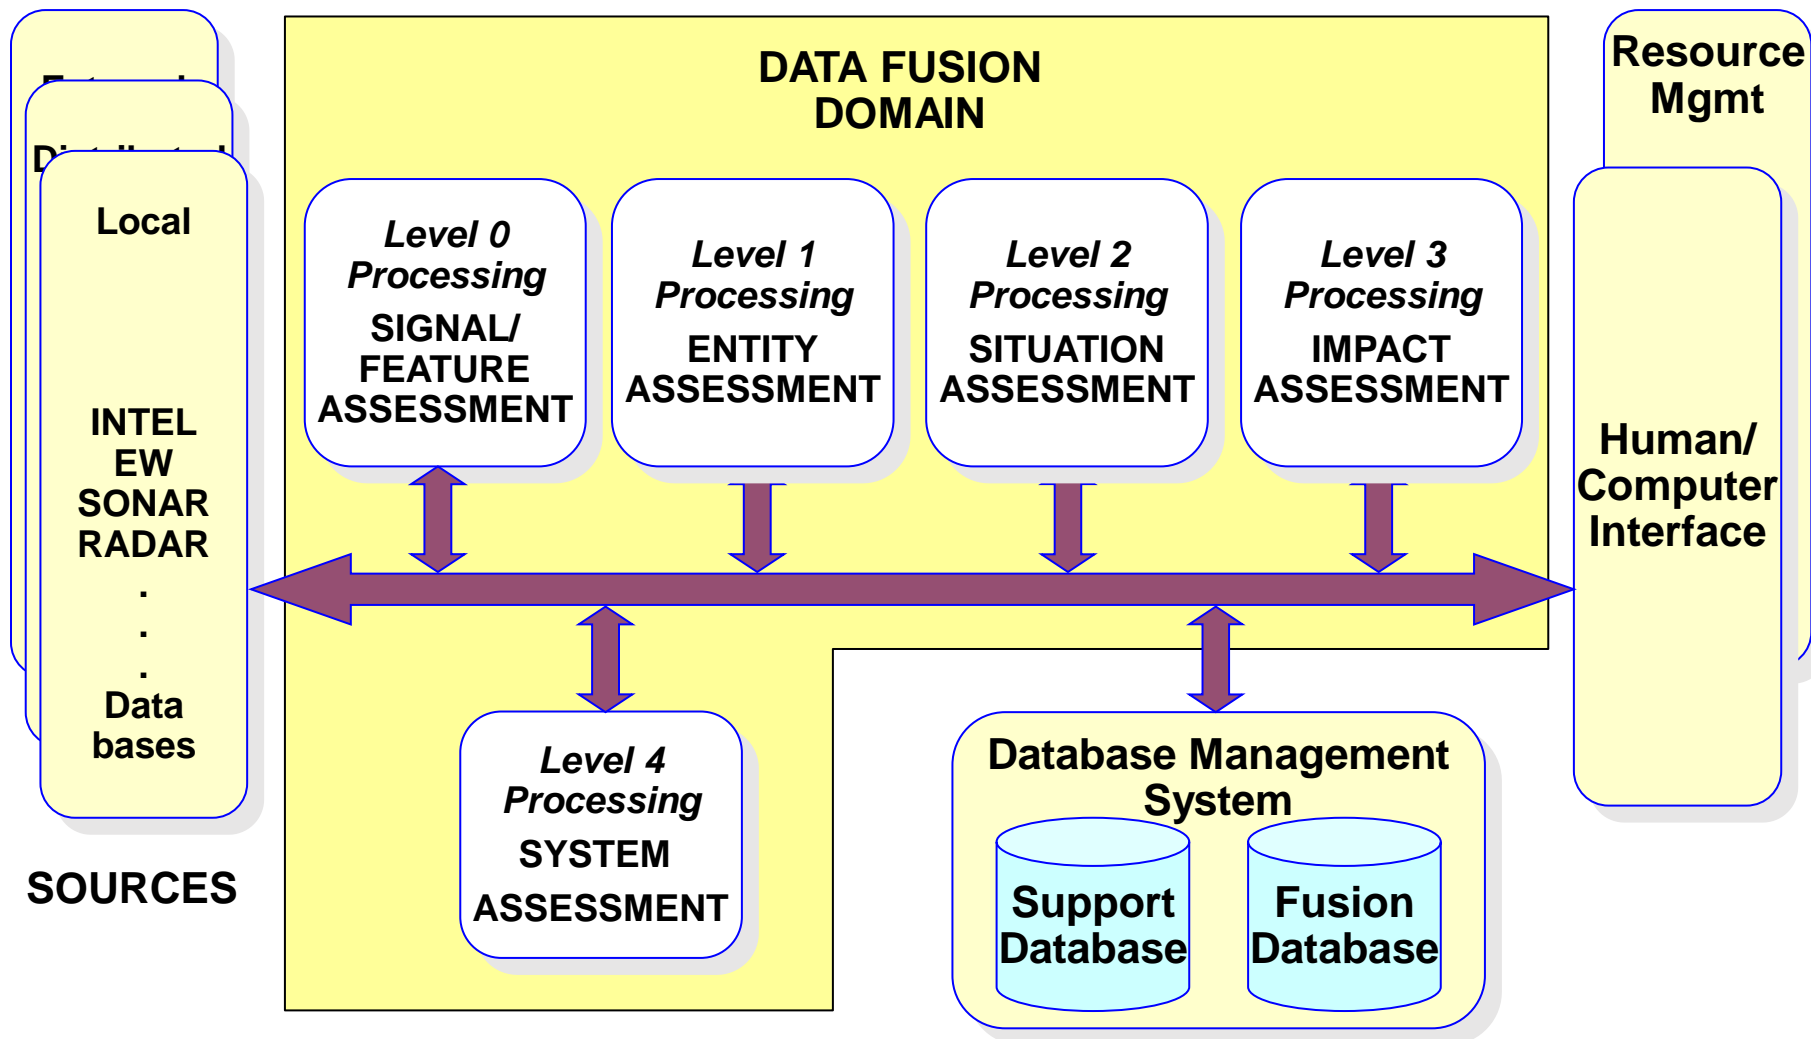 DATA FUSION
DOMAIN
Resource
Mgmt
Local
INTEL
EW
SONAR
RADAR
.
.
.
Data
bases
SOURCES
Level 0
Processing
SIGNAL/
FEATURE
ASSESSMENT
Level 1
Processing
ENTITY
ASSESSMENT
Level 2
Processing
SITUATION
ASSESSMENT
Level 3
Processing
IMPACT
ASSESSMENT
Human/
Computer
Interface
Level 4
Processing
SYSTEM
ASSESSMENT
Database Management
System
Support
Database
Fusion
Database